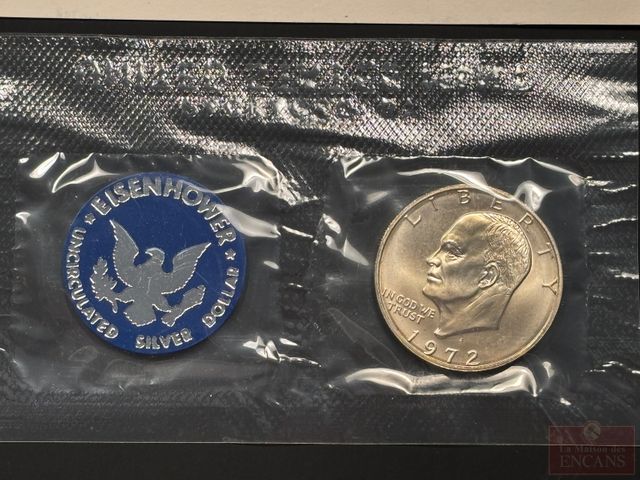 EISENHOWER
UNCIRCULATED SILVER DOLLAR
LIBERTY
IN GOD WE
TRUST
1972
La Maison des
ENCANS